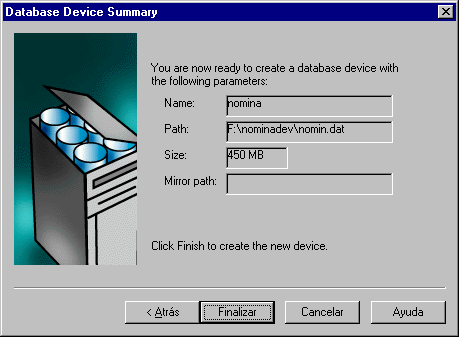 Database Device Summary
You are now ready to create a database device with
the following parameters:
Name: nomina
Path: F:\nominadev\nomin.dat
Size: 450 MB
Mirror path:
Click Finish to create the new device.
< Atrás Finalizar Cancelar Ayuda